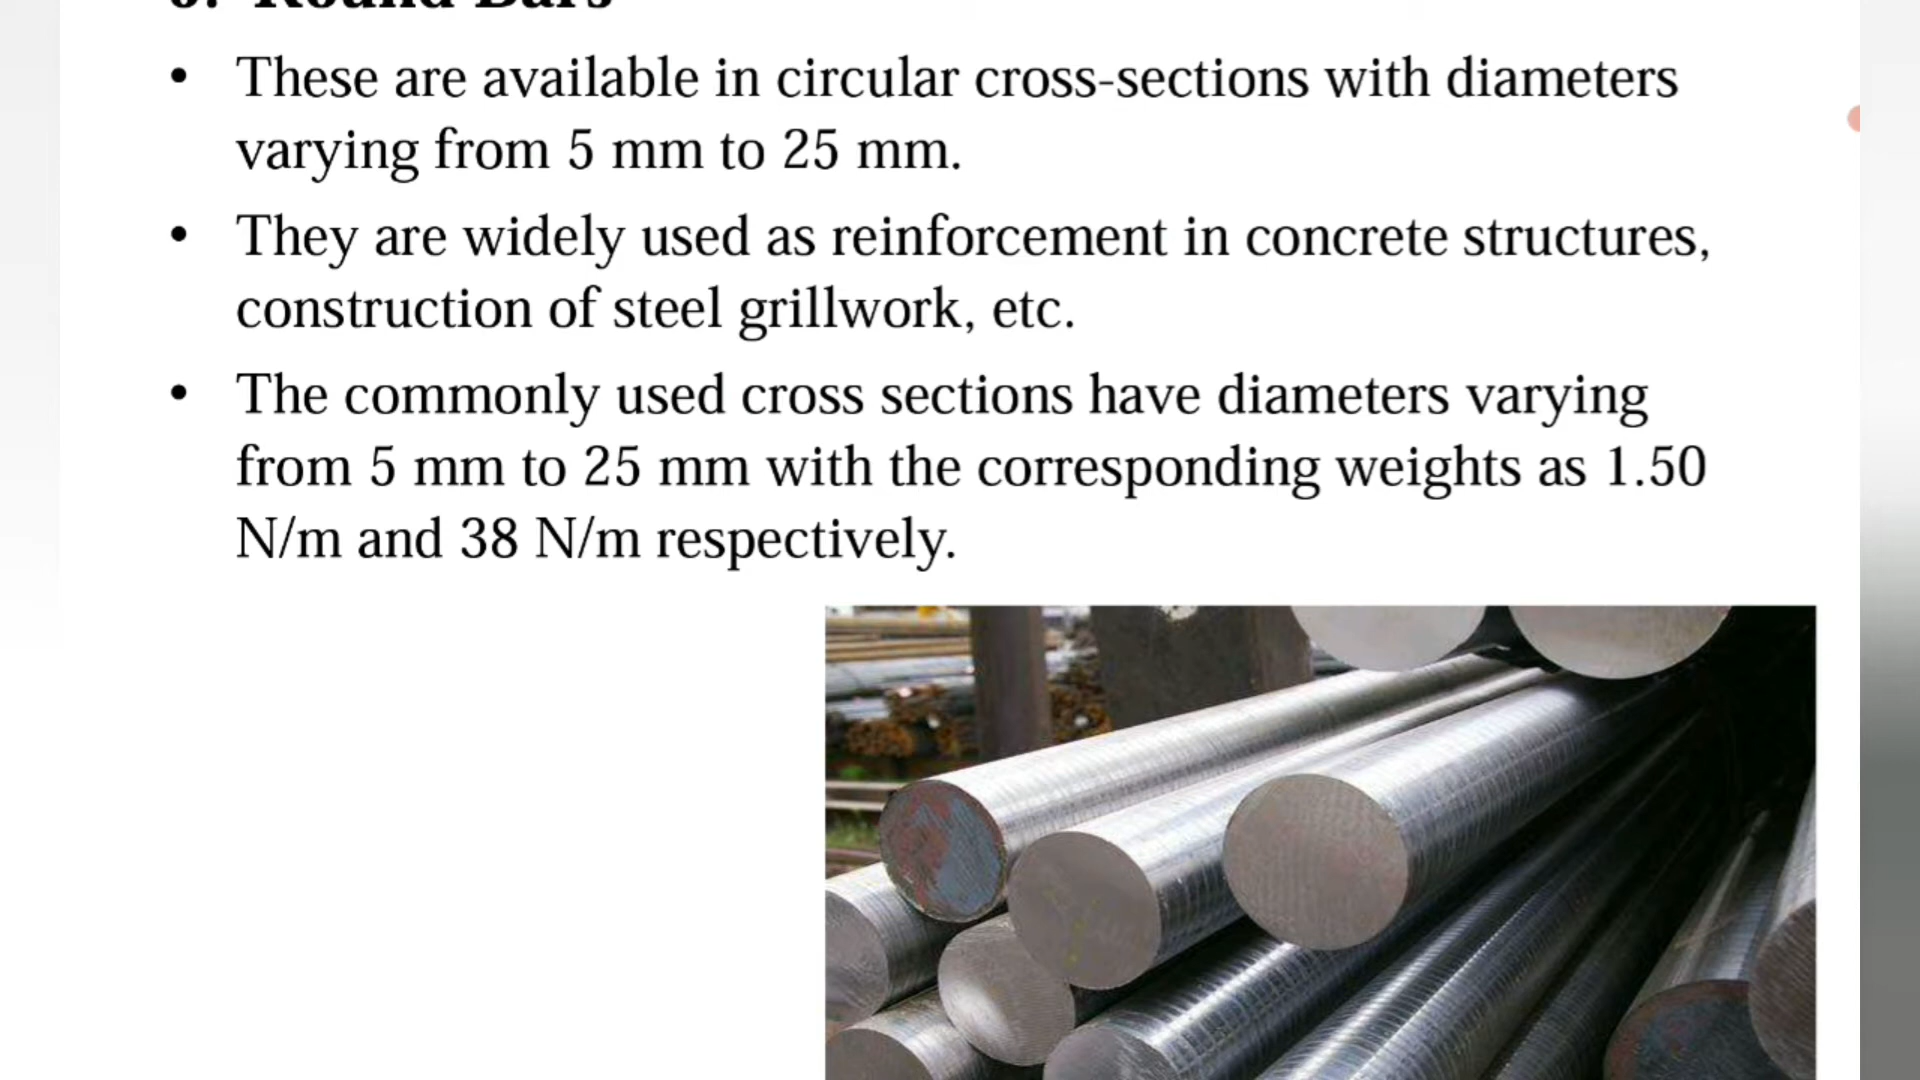 Round Bars
• These are available in circular cross-sections with diameters
varying from 5 mm to 25 mm.
• They are widely used as reinforcement in concrete structures,
construction of steel grillwork, etc.
• The commonly used cross sections have diameters varying
from 5 mm to 25 mm with the corresponding weights as 1.50
N/m and 38 N/m respectively.